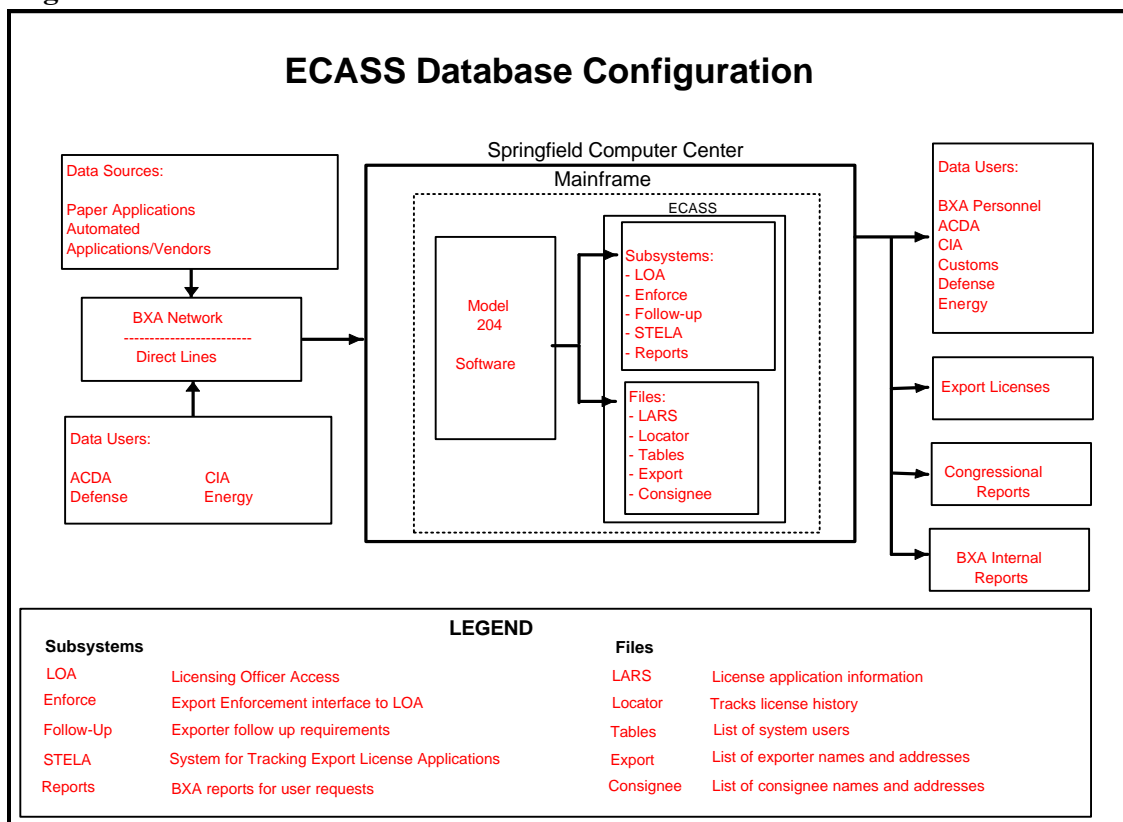 ECASS Database Configuration
Data Sources:
Paper Applications
Automated
Applications/Vendors
BXA Network
--------------------------
Direct Lines
Data Users:
ACDA CIA
Defense Energy
Springfield Computer Center
Mainframe
ECASS
Model
204
Software
Subsystems:
- LOA
- Enforce
- Follow-up
- STELA
- Reports
Files:
- LARS
- Locator
- Tables
- Export
- Consignee
Data Users:
BXA Personnel
ACDA
CIA
Customs
Defense
Energy
Export Licenses
Congressional
Reports
BXA Internal
Reports
LEGEND
Subsystems
LOA Licensing Officer Access
Enforce Export Enforcement interface to LOA
Follow-Up Exporter follow up requirements
STELA System for Tracking Export License Applications
Reports BXA reports for user requests
Files
LARS License application information
Locator Tracks license history
Tables List of system users
Export List of exporter names and addresses
Consignee List of consignee names and addresses